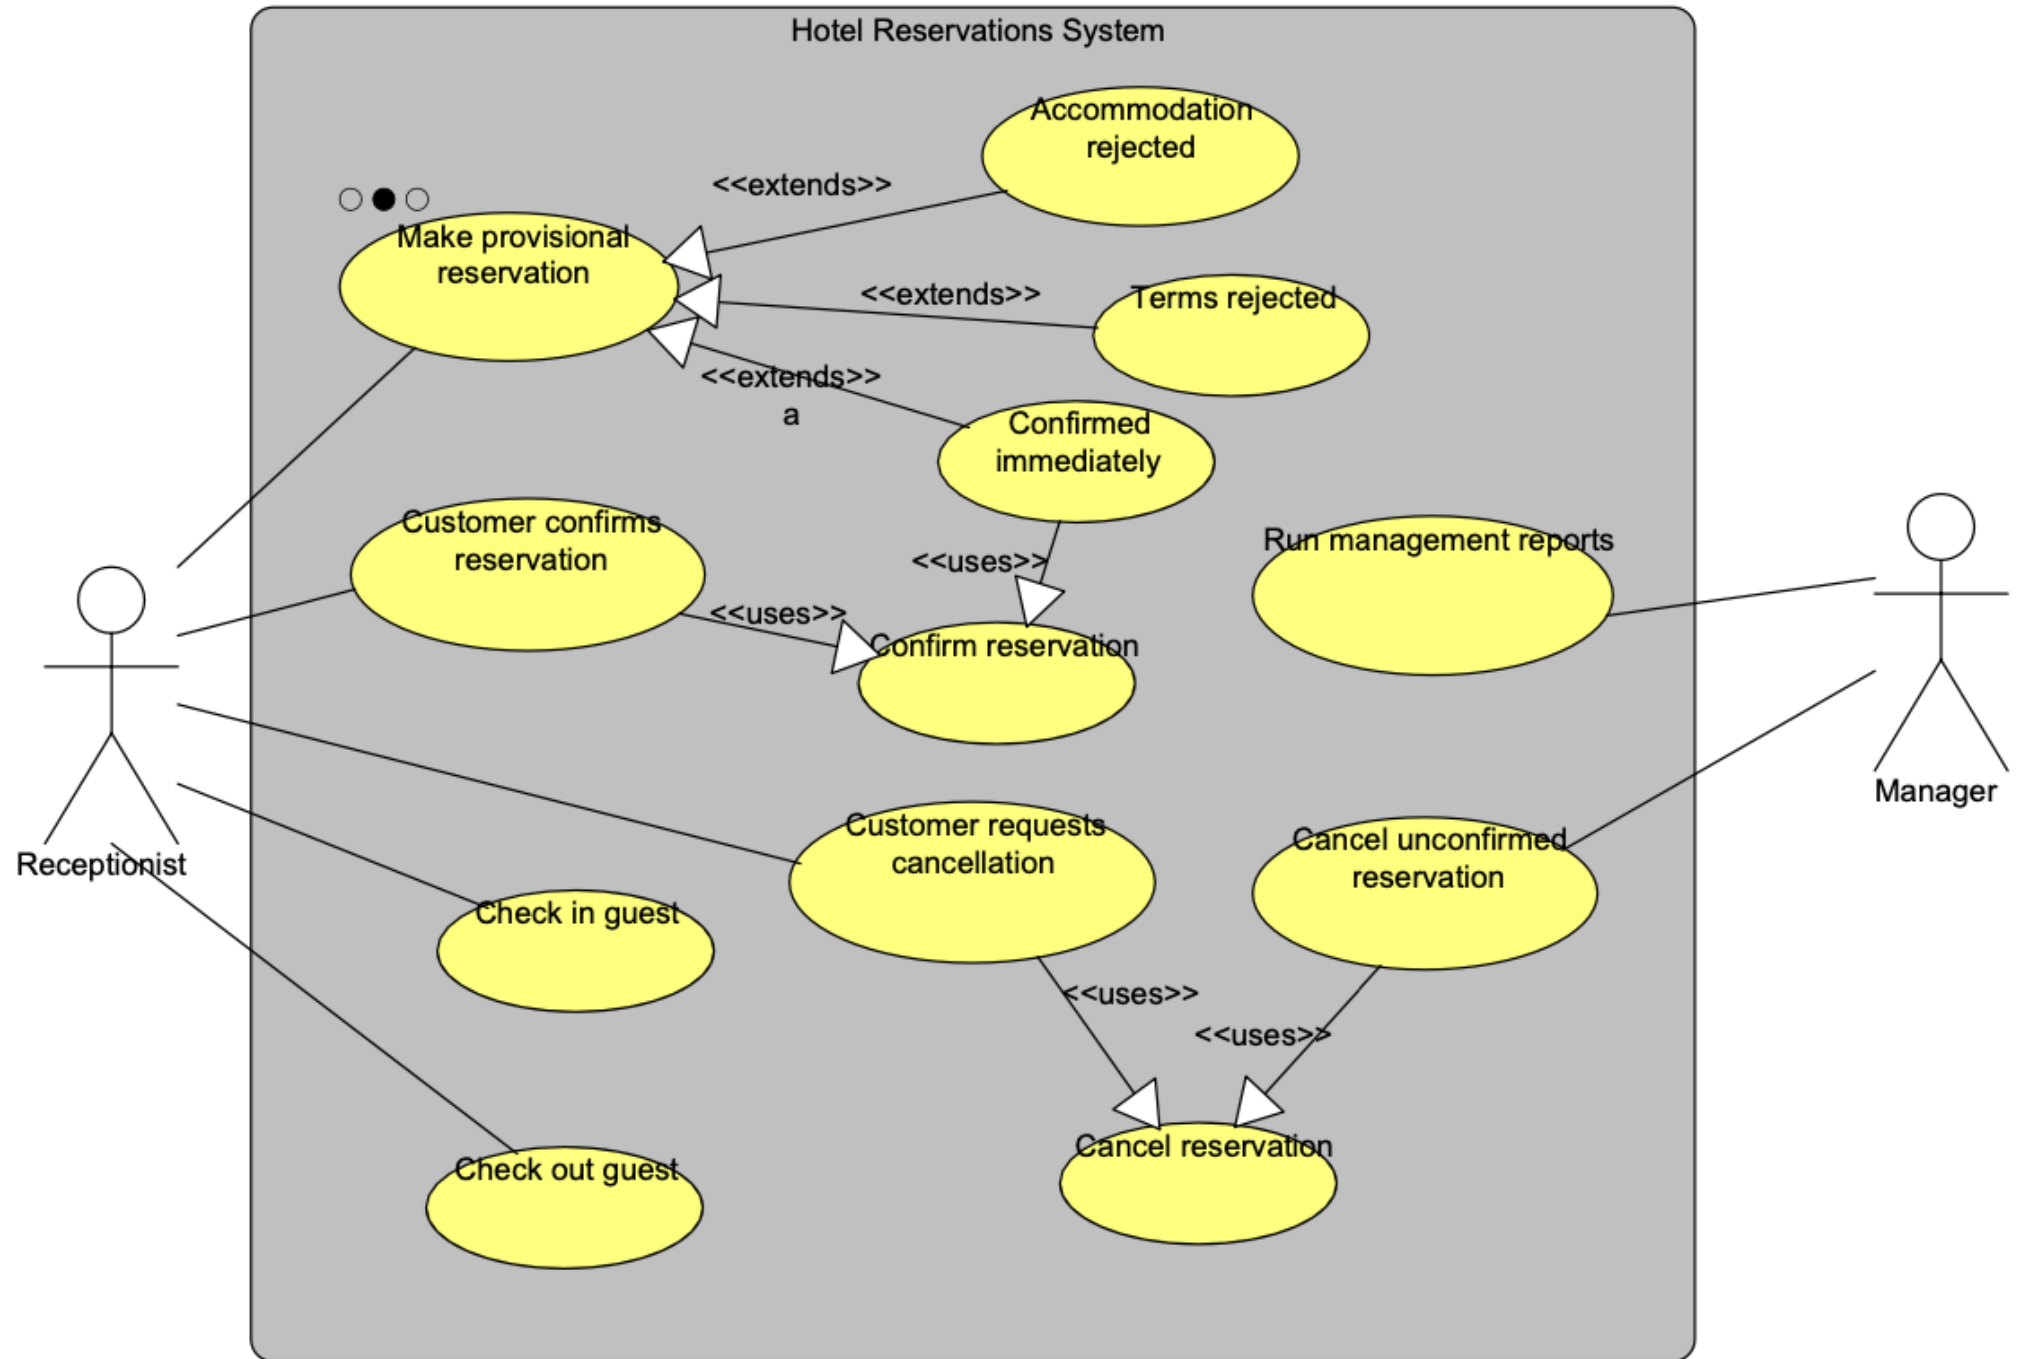 Hotel Reservations System
Accommodation
rejected
<<extends>>
Make provisional
reservation
<<extends>>
Terms rejected
<<extends>>
a
Confirmed
immediately
Customer confirms
reservation
<<uses>>
Run management reports
<<uses>>
Confirm reservation
Manager
Receptionist
Customer requests
cancellation
Cancel unconfirmed
reservation
Check in guest
<<uses>>
<<uses>>
Cancel reservation
Check out guest